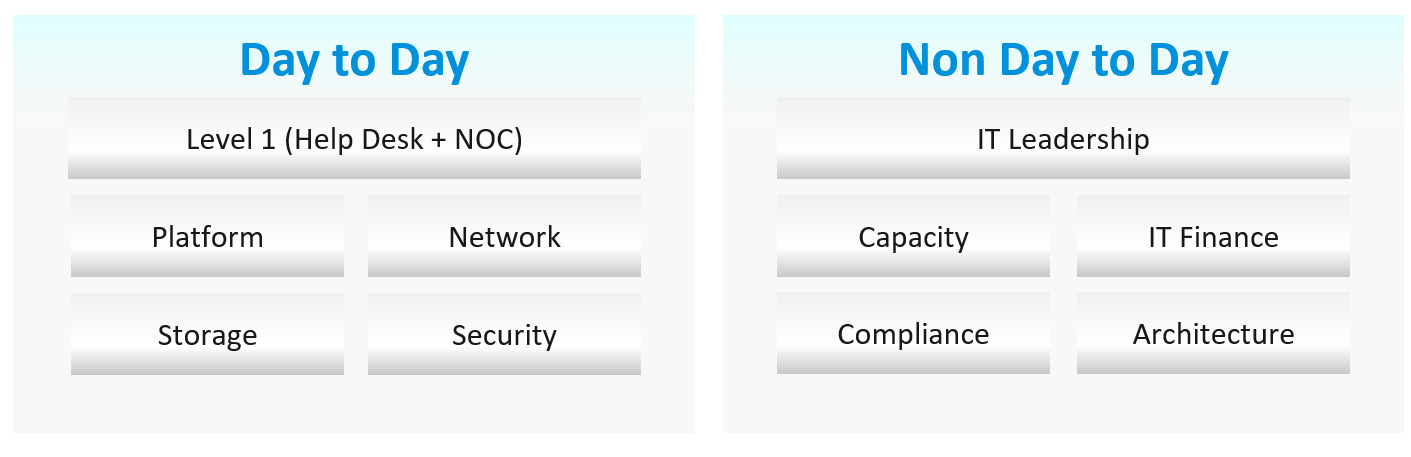 Day to Day
Level 1 (Help Desk + NOC)
Platform
Network
Storage
Security
Non Day to Day
IT Leadership
Capacity
IT Finance
Compliance
Architecture